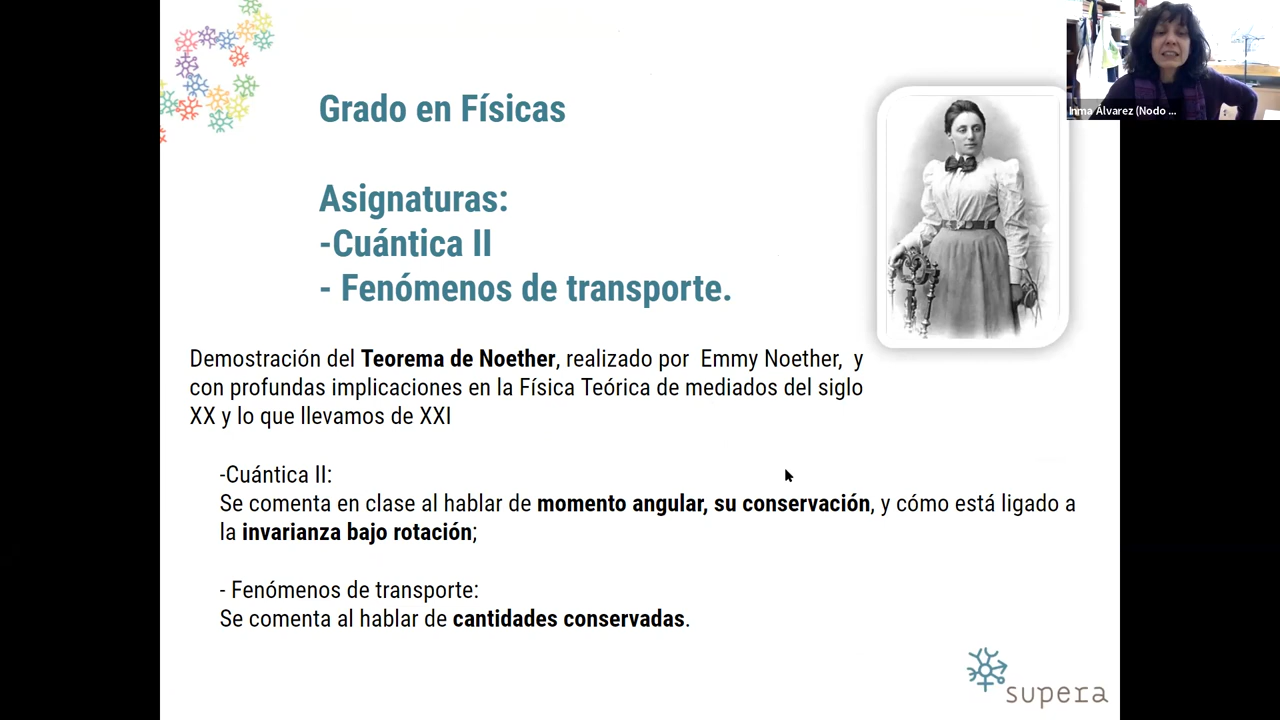 Grado en Físicas
Asignaturas:
-Cuántica II
- Fenómenos de transporte.
Demostración del Teorema de Noether, realizado por Emmy Noether, y
con profundas implicaciones en la Física Teórica de mediados del siglo
XX y lo que llevamos de XXI
-Cuántica II:
Se comenta en clase al hablar de momento angular, su conservación, y cómo está ligado a
la invarianza bajo rotación;
- Fenómenos de transporte:
Se comenta al hablar de cantidades conservadas.
supera
Inma Álvarez (Nodo ...